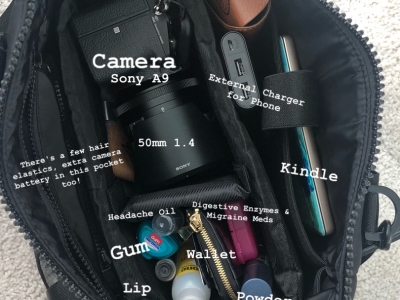 Camera
Sony A9
External Charger
for Phone
50mm 1.4
SONY
There's a few hair
elastics, extra camera
battery in this pocket
too!
Kindle
Headache Oil
Digestive Enzymes &
Migraine Meds
Gum
Wallet
Lip
Powder